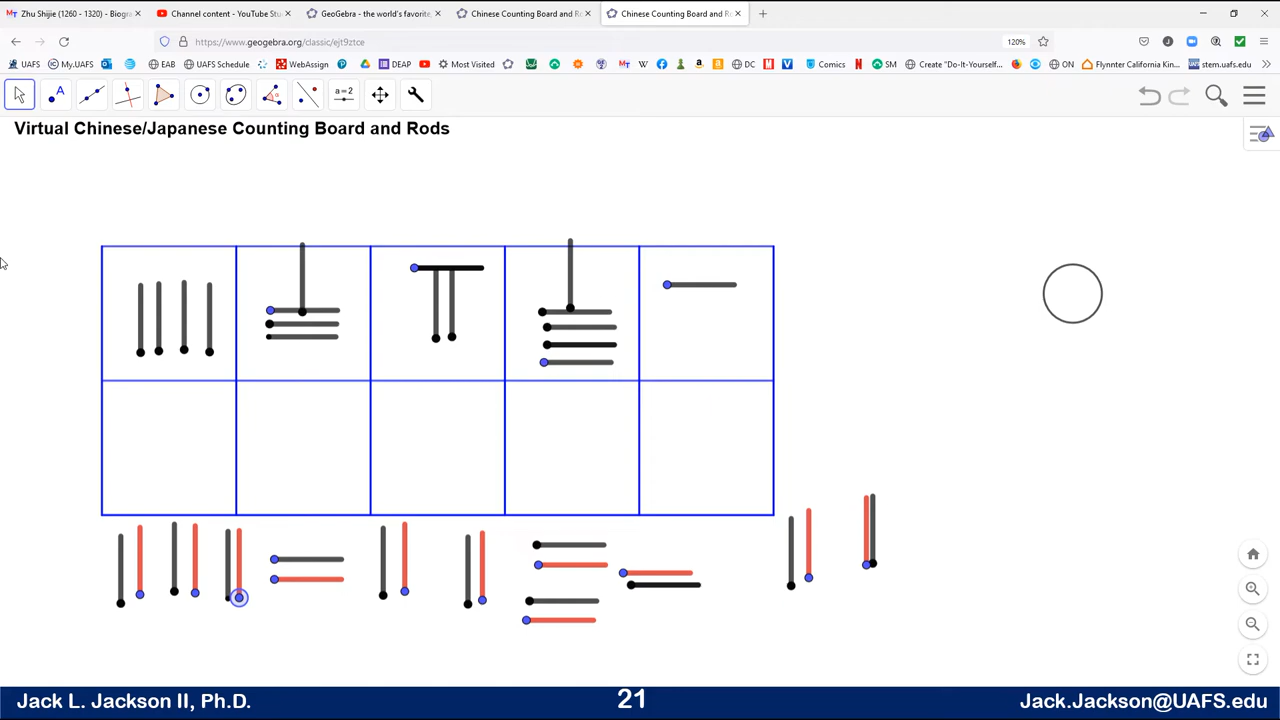 Zhu Shijie (1260 - 1320) - Biogra
Channel content - YouTube Stu
GeoGebra - the world's favorite,
Chinese Counting Board and Ro
Chinese Counting Board and R
https://www.geogebra.org/classic/ejt9ztce
120%
UAFS
My.UAFS
EAB
UAFS Schedule
WebAssign
DEAP
Most Visited
DC
Comics
SM
Create "Do-It-Yourself...
ON
Flynnter California Kin...
stem.uafs.edu
A
a=2
Virtual Chinese/Japanese Counting Board and Rods
Jack L. Jackson II, Ph.D.
21
Jack.Jackson@UAFS.edu